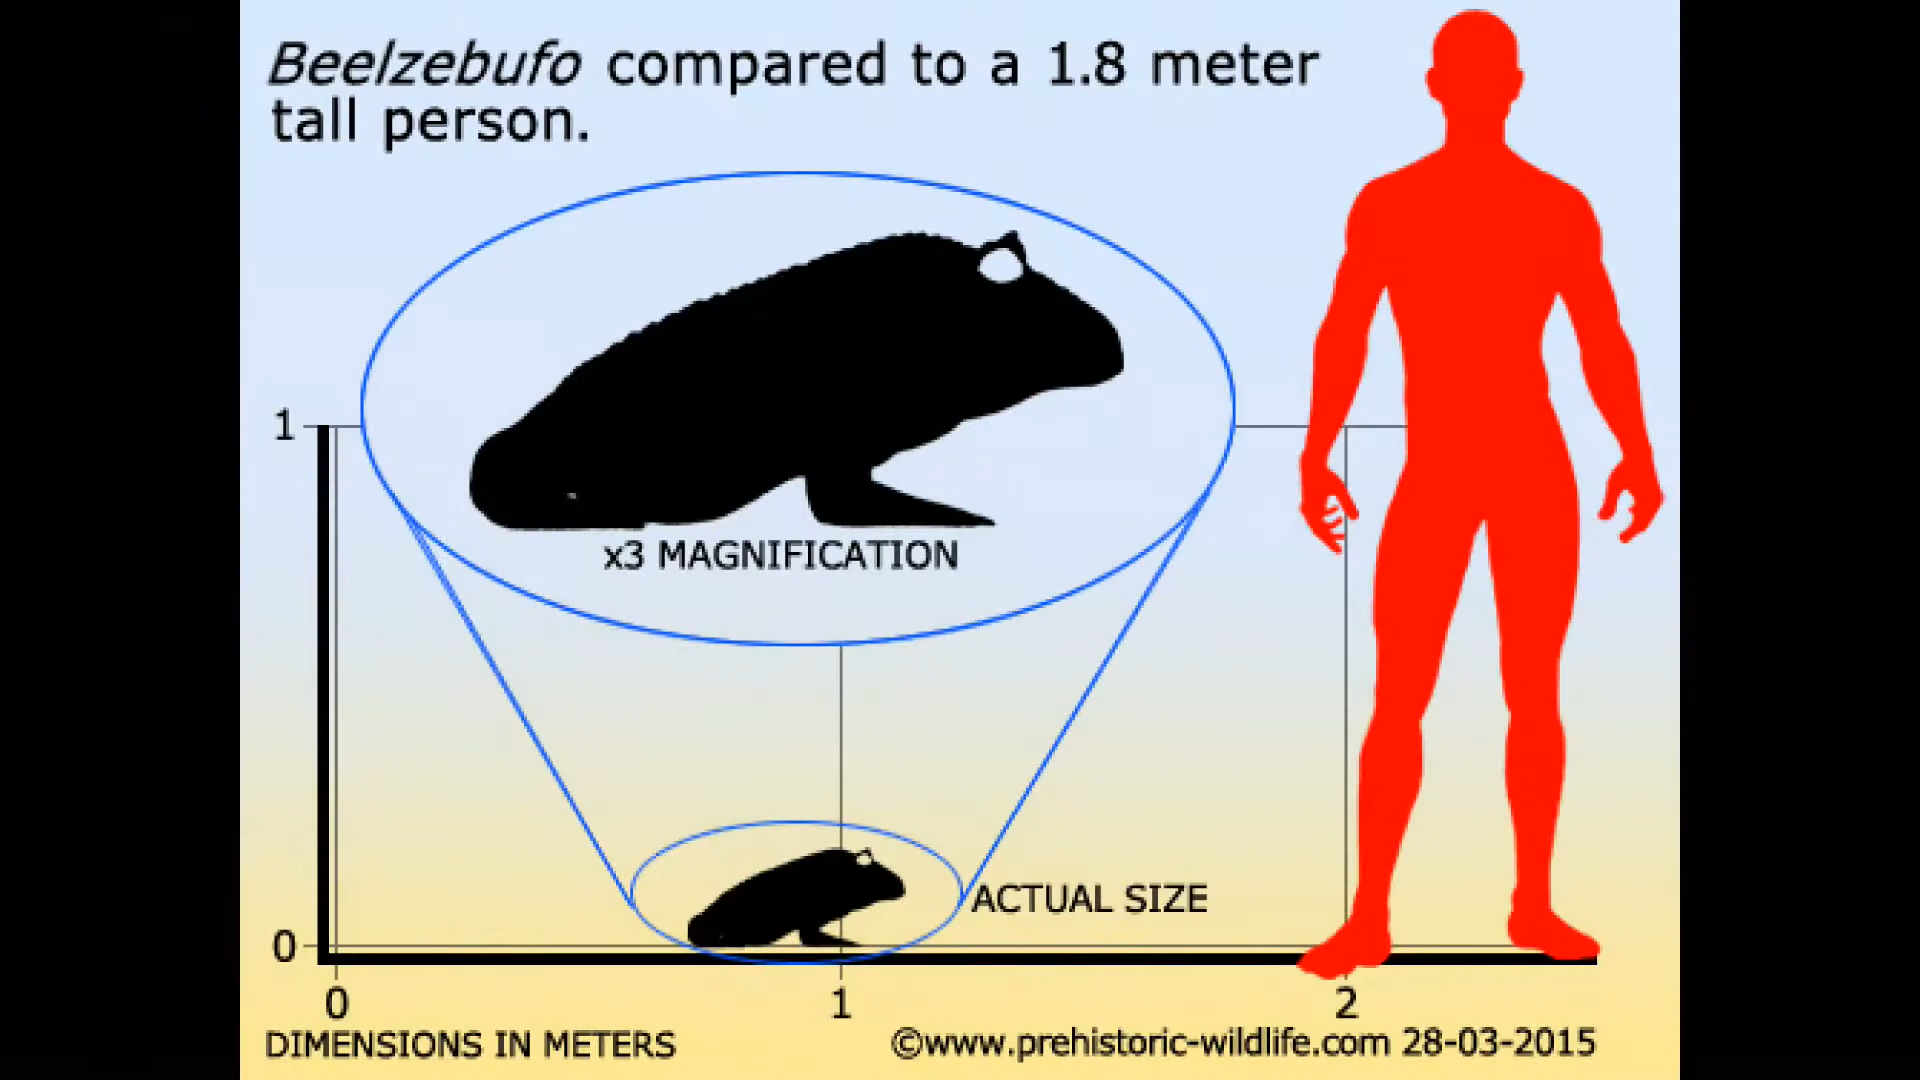 Beelzebufo compared to a 1.8 meter
tall person.
1
x3 MAGNIFICATION
ACTUAL SIZE
0
0 1 2
DIMENSIONS IN METERS ©www.prehistoric-wildlife.com 28-03-2015